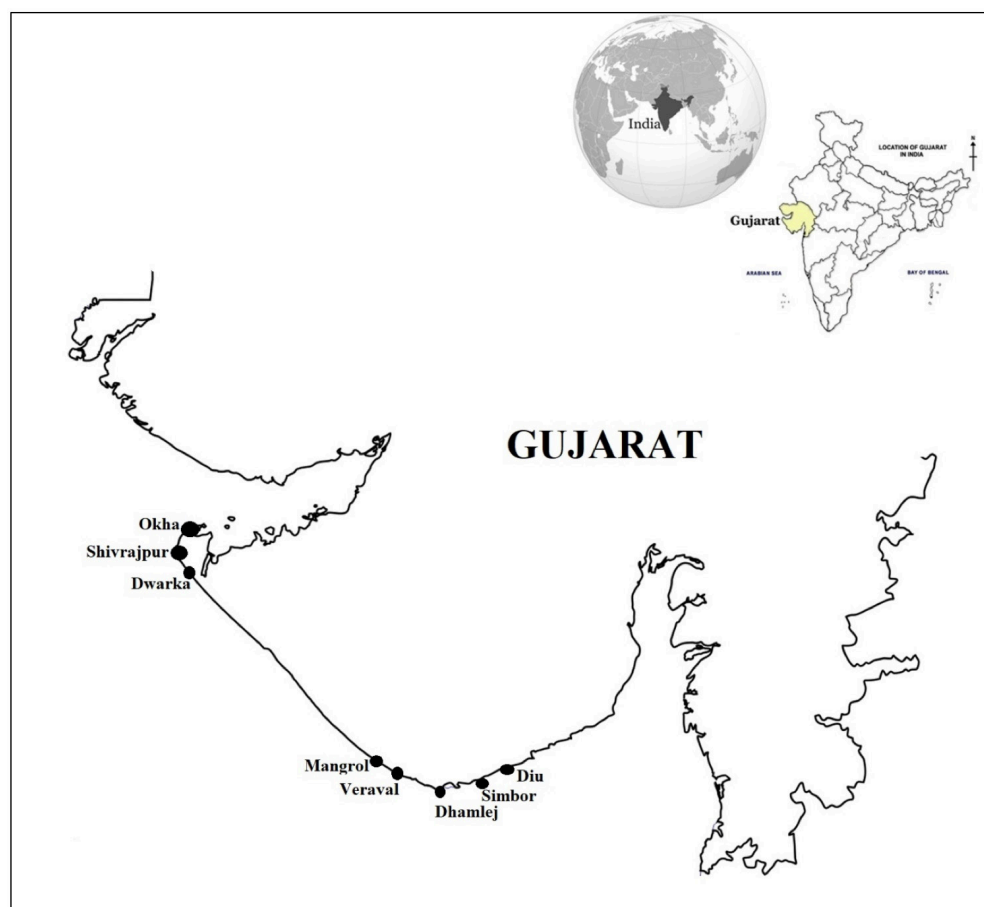 India
LOCATION OF GUJARAT
IN INDIA
N
Gujarat
ARABIAN SEA
BAY OF BENGAL
GUJARAT
Okha
Shivrajpur
Dwarka
Mangrol
Veraval
Dhamlej
Simbor
Diu